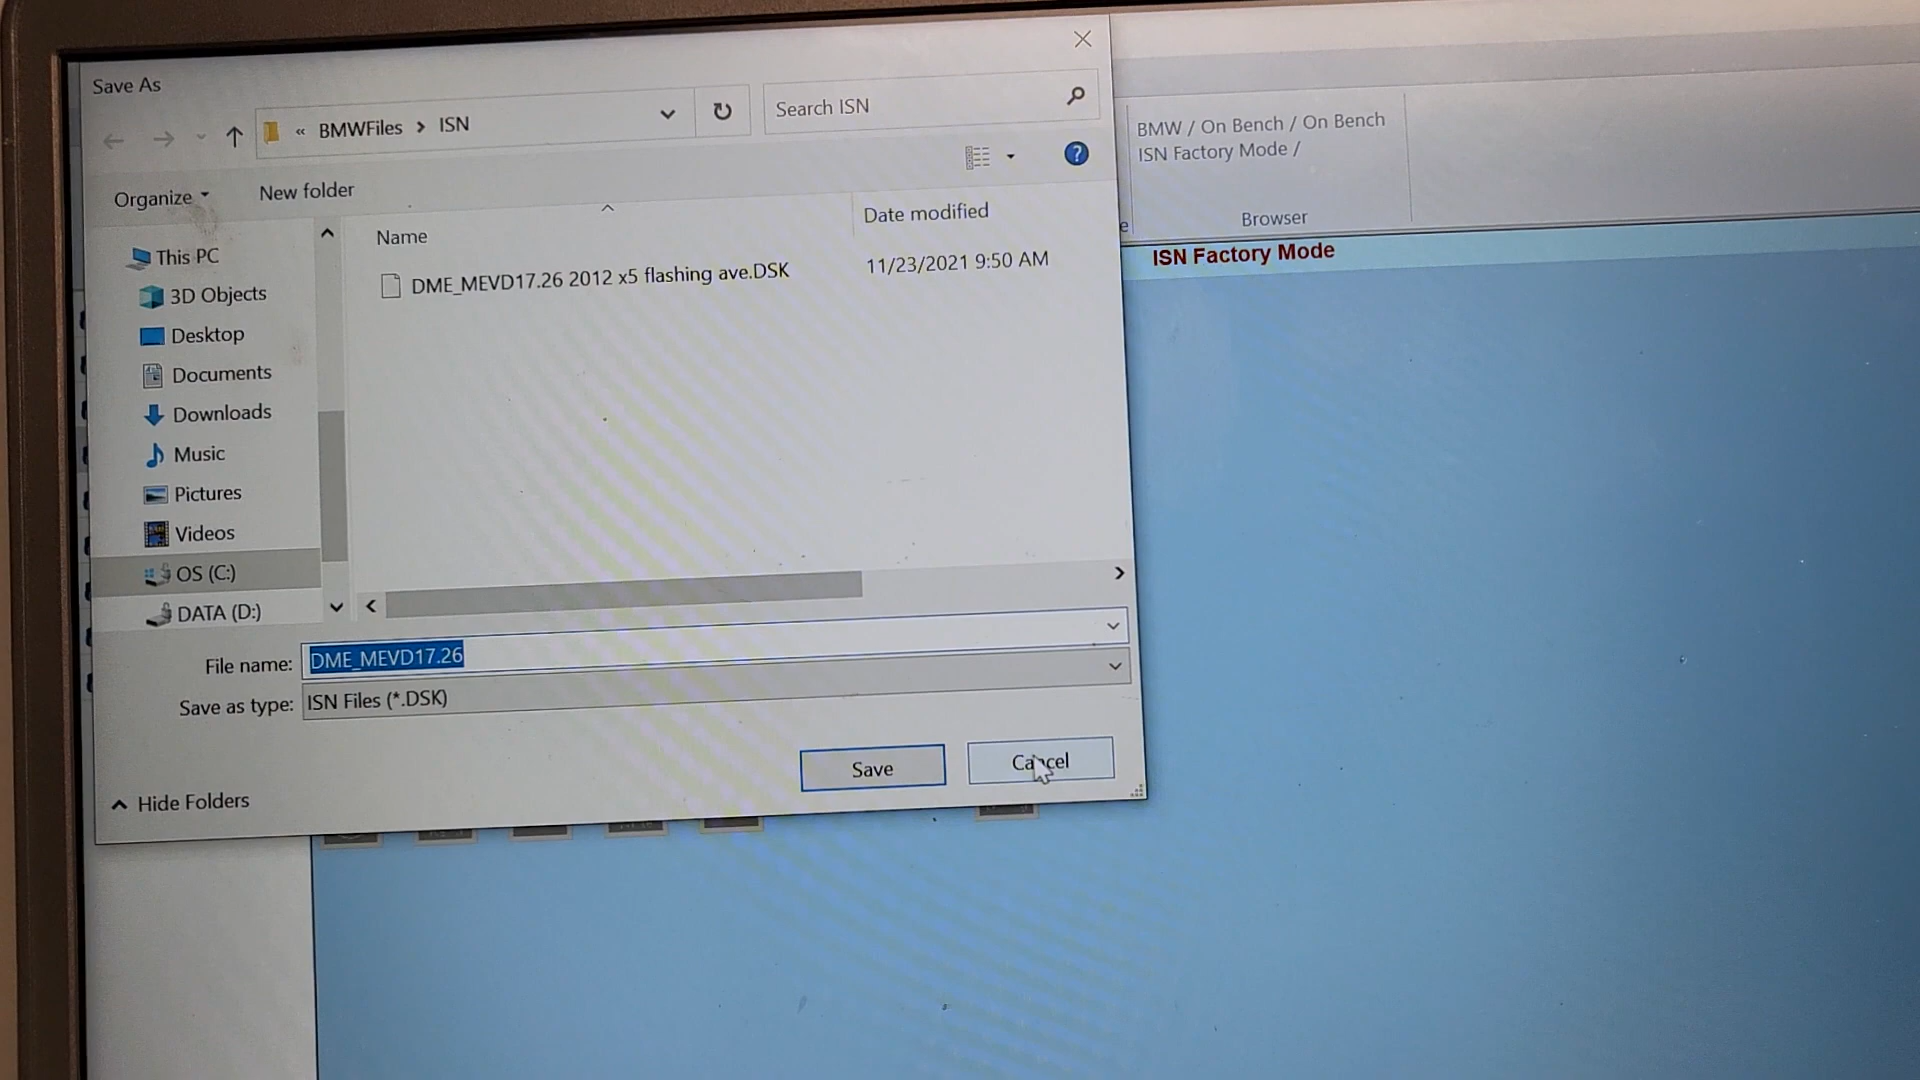 Save As
« BMWFiles > ISN
Search ISN
Organize
New folder
Name
Date modified
This PC
3D Objects
Desktop
Documents
Downloads
Music
Pictures
Videos
OS (C:)
DATA (D:)
DME_MEVD17.26 2012 x5 flashing ave.DSK
11/23/2021 9:50 AM
File name: DME_MEVD17.26
Save as type: ISN Files (*.DSK)
Save
Cancel
Hide Folders
BMW / On Bench / On Bench
ISN Factory Mode /
Browser
ISN Factory Mode